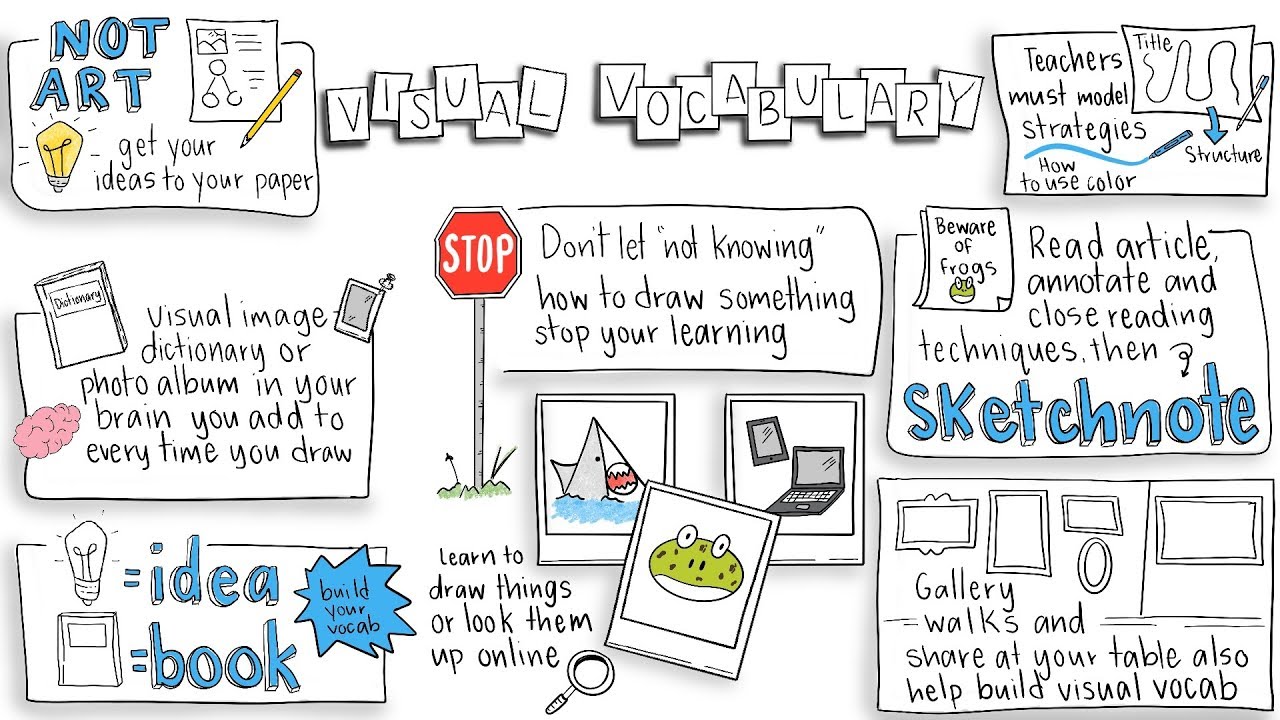 VISUAL VOCABULARY
NOT
ART
get your
ideas to your paper
Teachers
must model
strategies
How
to use color
Title
Structure
Dictionary
Visual image
dictionary or
photo album in your
brain you add to
every time you draw
STOP
Don't let "not knowing"
how to draw something
stop your learning
Beware
of
frogs
Read article,
annotate and
close reading
techniques, then
Sketchnote
=idea
=book
build
your
vocab
Learn to
draw things
or look them
up online
Gallery
walks and
share at your table also
help build visual vocab